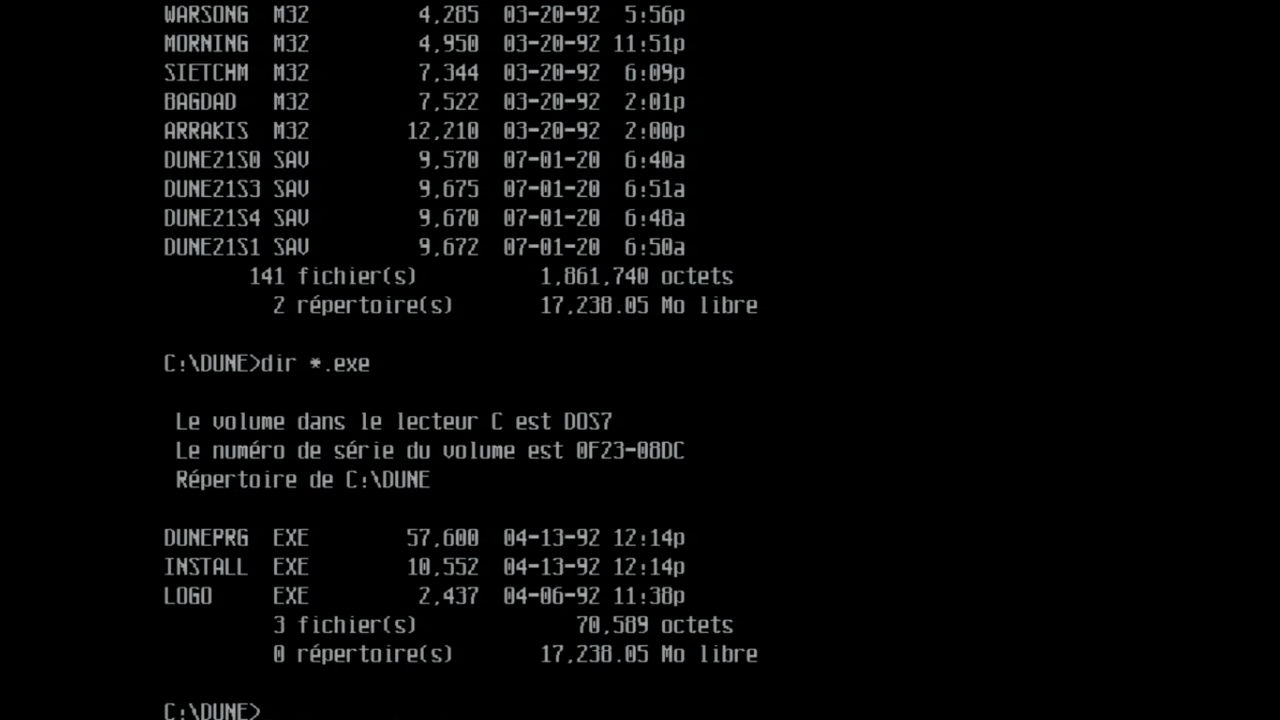 WARSONG  M32         4,285  03-20-92  5:56p
MORNING  M32         4,950  03-20-92 11:51p
SIETCHM  M32         7,344  03-20-92  6:09p
BAGDAD   M32         7,522  03-20-92  2:01p
ARRAKIS  M32        12,210  03-20-92  2:00p
DUNE21S0 SAV         9,570  07-01-20  6:40a
DUNE21S3 SAV         9,675  07-01-20  6:51a
DUNE21S4 SAV         9,670  07-01-20  6:48a
DUNE21S1 SAV         9,672  07-01-20  6:50a
141 fichier(s)          1,861,740 octets
2 répertoire(s)       17,238.05 Mo libre
C:\DUNE>dir *.exe
Le volume dans le lecteur C est DOS7
Le numéro de série du volume est 0F23-08DC
Répertoire de C:\DUNE
DUNEPRG  EXE        57,600  04-13-92 12:14p
INSTALL  EXE        10,552  04-13-92 12:14p
LOGO     EXE         2,437  04-06-92 11:38p
3 fichier(s)             70,589 octets
0 répertoire(s)       17,238.05 Mo libre
C:\DUNE>